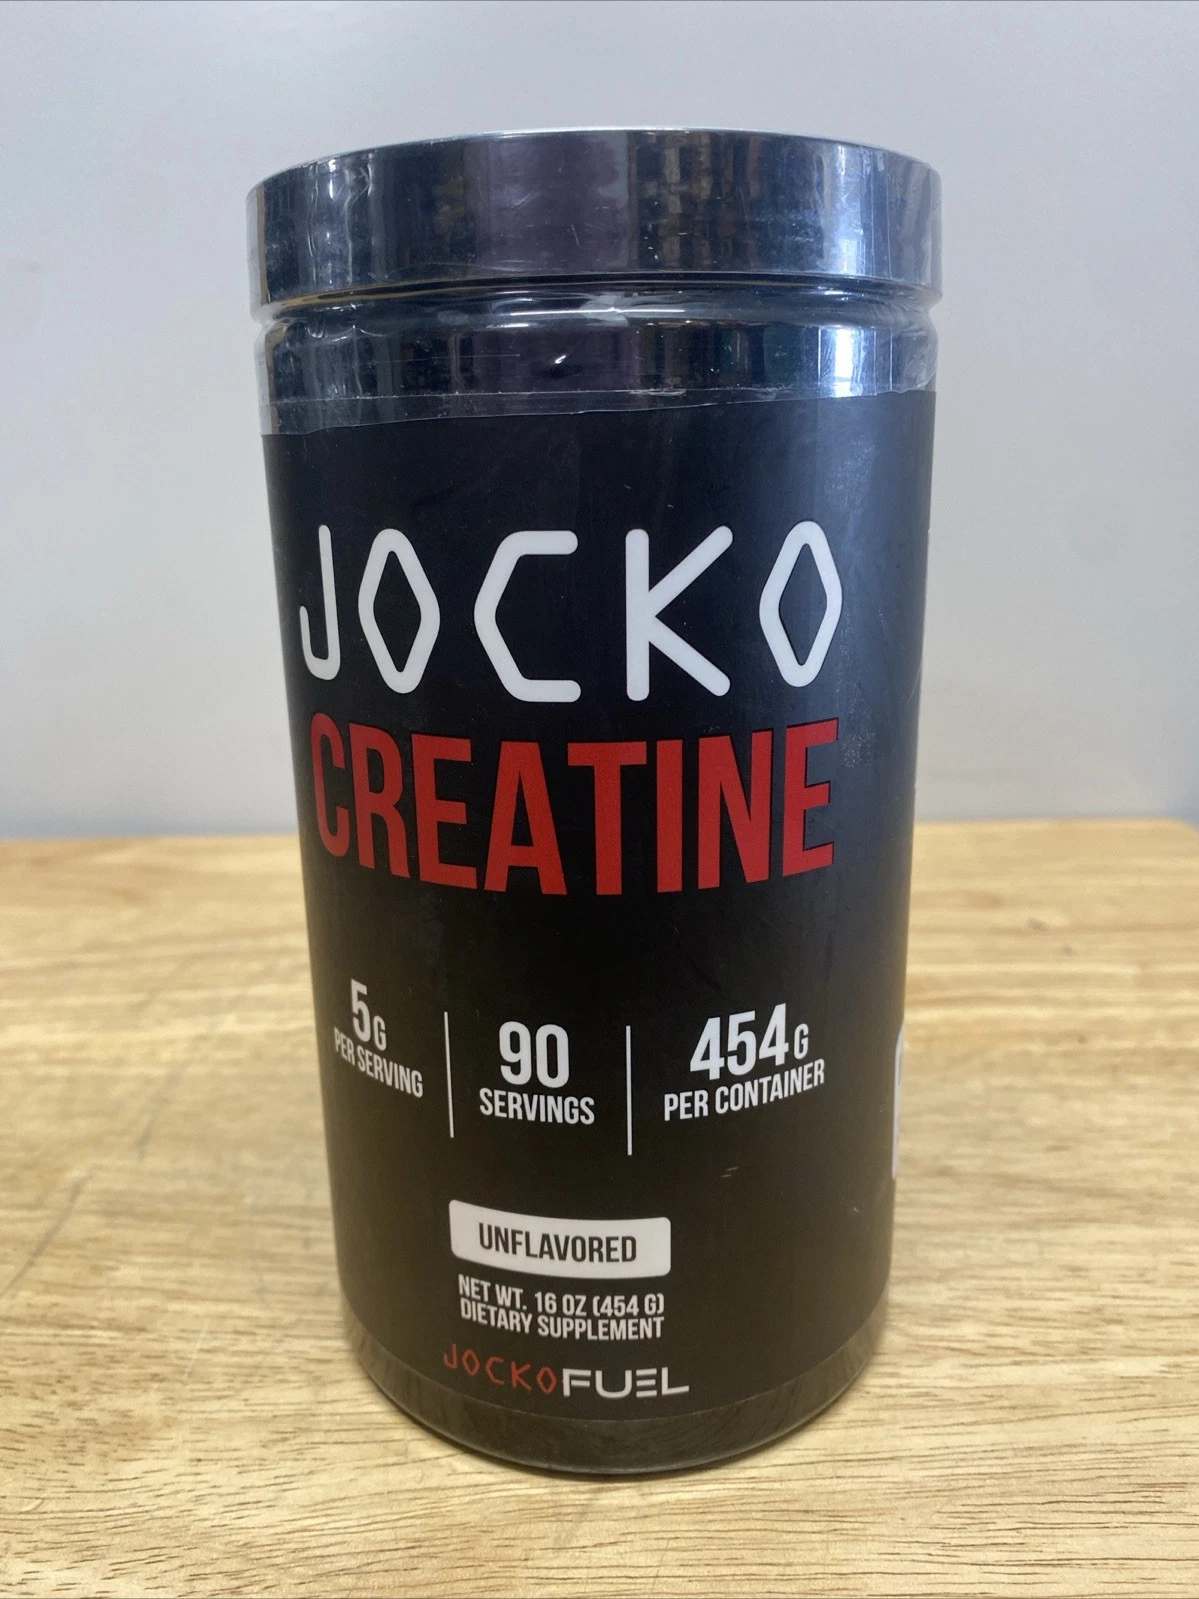 JOCKO
CREATINE
5G
PER SERVING
90
SERVINGS
454G
PER CONTAINER
UNFLAVORED
NET WT. 16 OZ (454 G)
DIETARY SUPPLEMENT
JOCKOFUEL